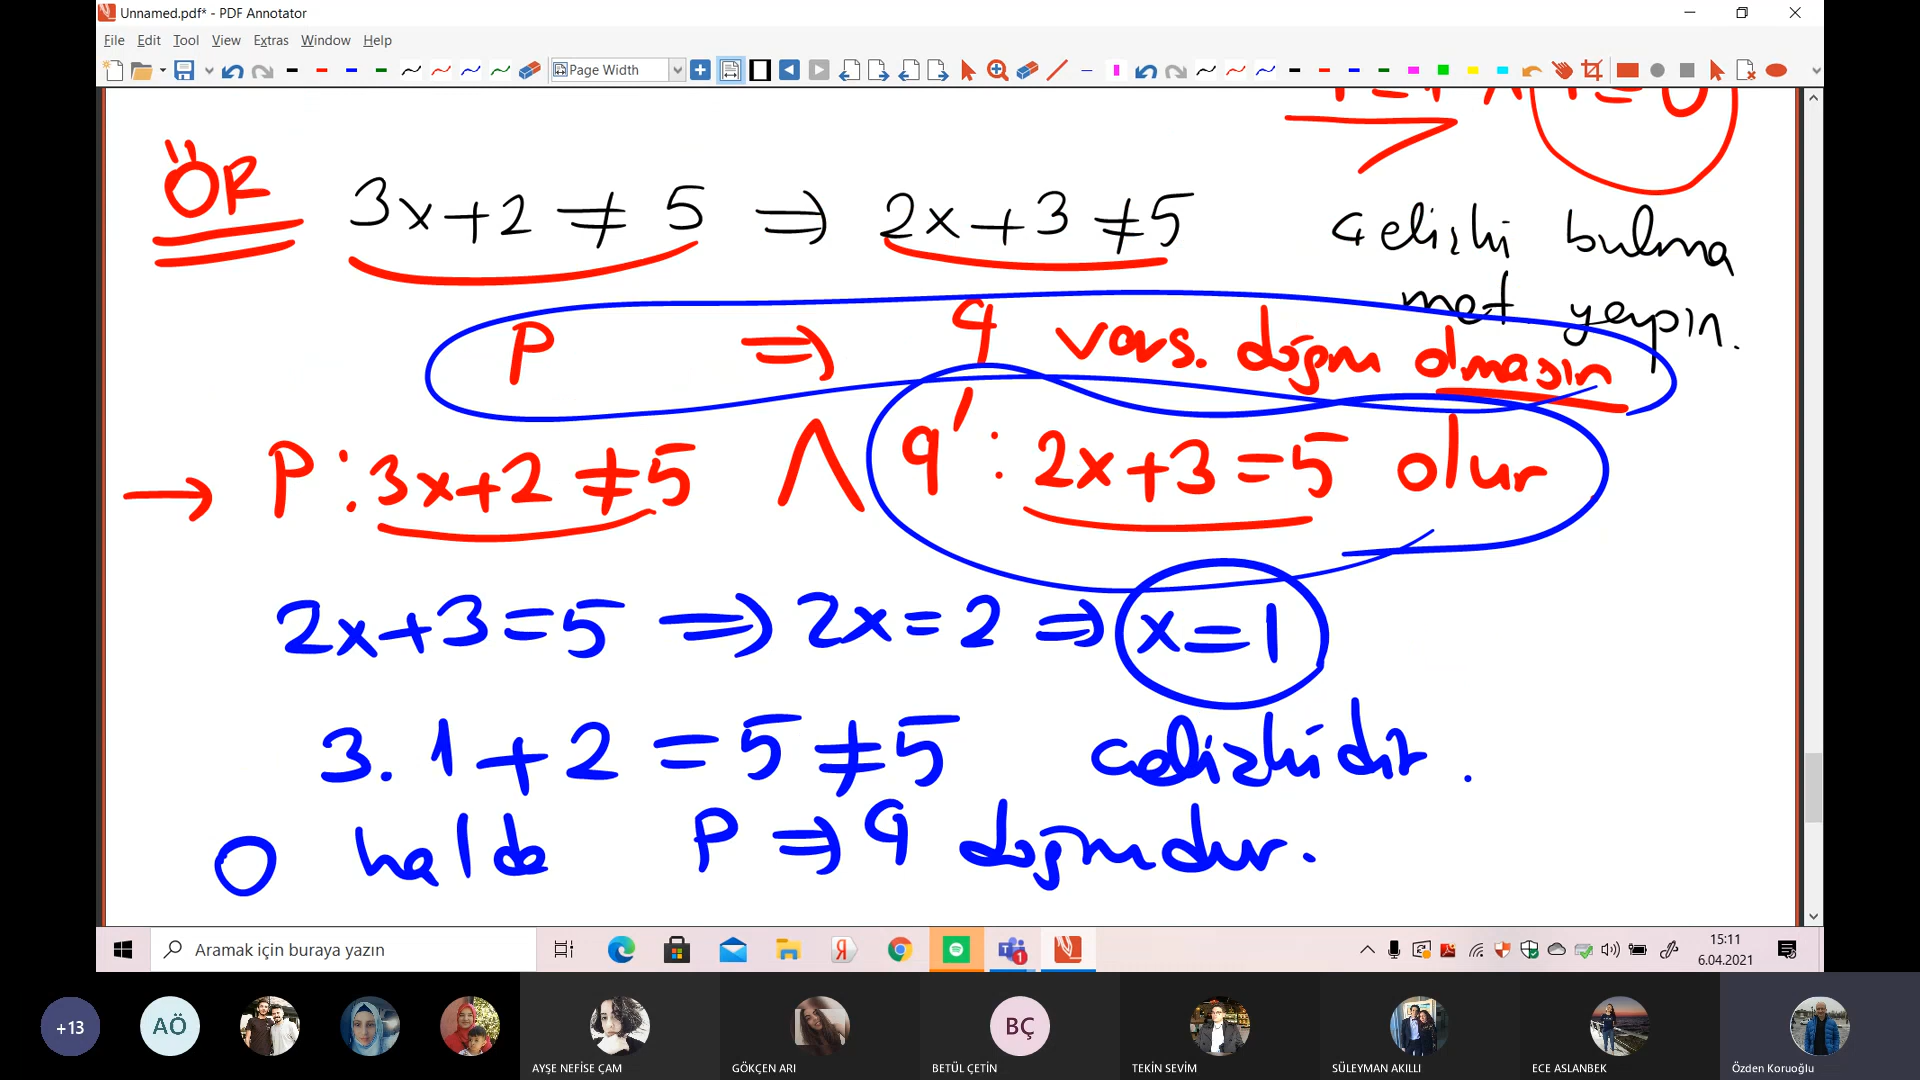 Unnamed.pdf* - PDF Annotator
File Edit Tool View Extras Window Help
Page Width
ÖR
3x+2 ≠ 5 ⇒ 2x+3 ≠ 5
çelişki bulma
met. yapın.
P ⇒ q vars. doğru olmasın
→ P: 3x+2 ≠ 5 ∧ q': 2x+3=5 olur
2x+3=5 ⇒ 2x=2 ⇒ x=1
3.1+2 = 5 ≠ 5 çelişkidir.
O halde P ⇒ q doğrudur.
Aramak için buraya yazın
1
15:11
6.04.2021
+13
AÖ
BÇ
AYŞE NEFİSE ÇAM
GÖKÇEN ARI
BETÜL ÇETİN
TEKİN SEVİM
SÜLEYMAN AKILLI
ECE ASLANBEK
Özden Koruoğlu